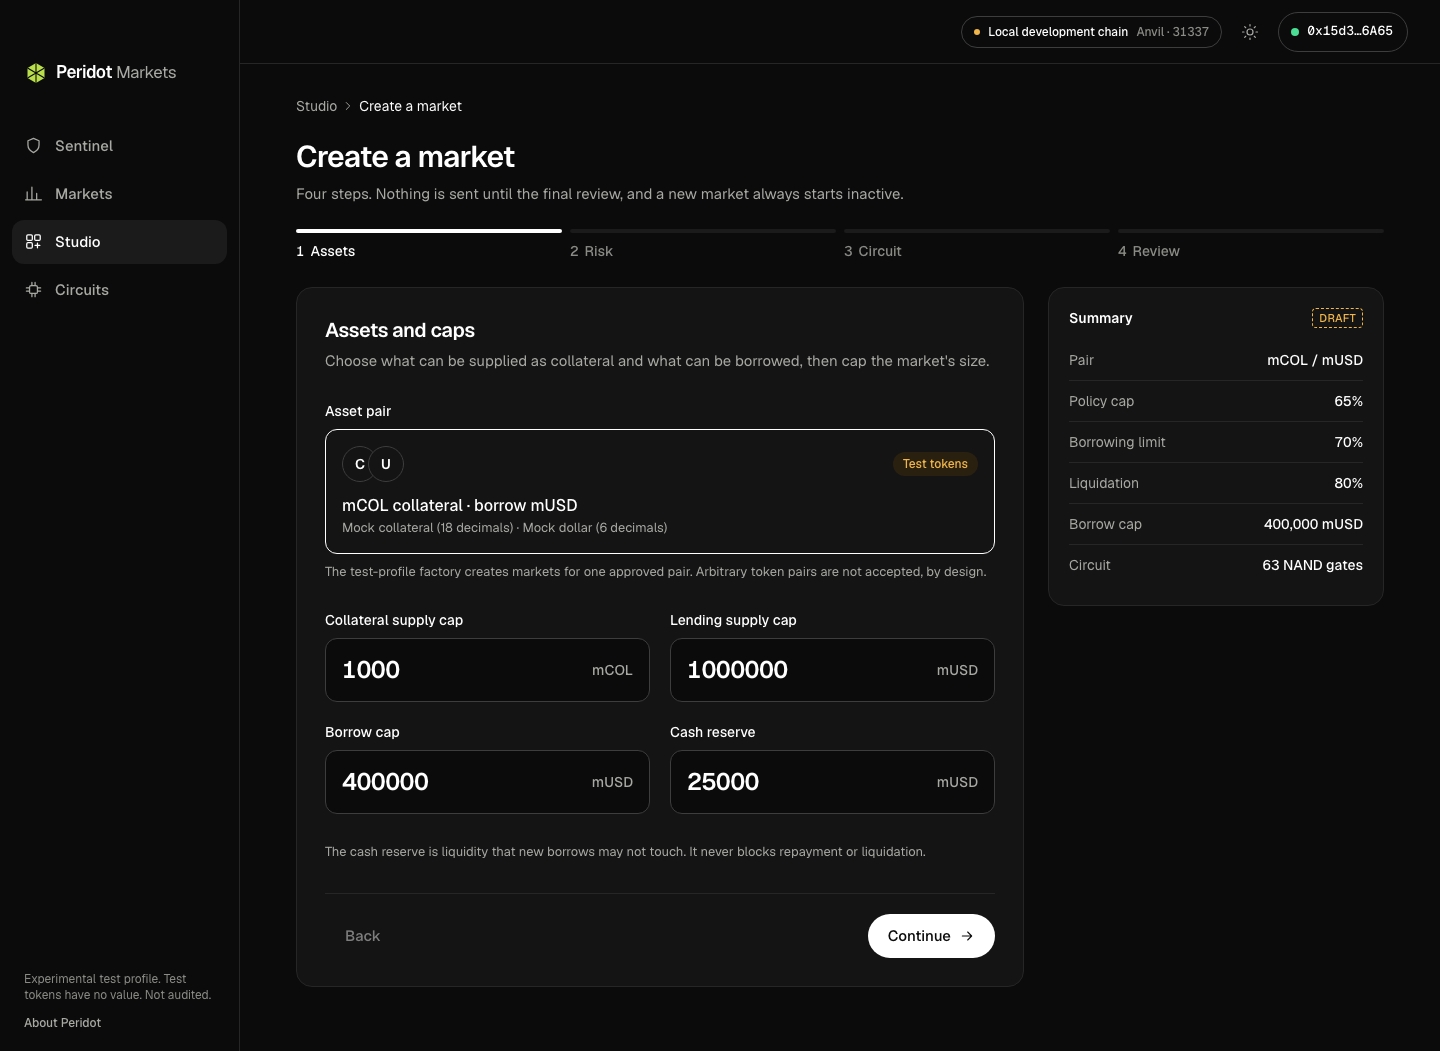 Local development chain Anvil · 31337
0x15d3…6A65
Peridot Markets
Sentinel
Markets
Studio
Circuits
Experimental test profile. Test
tokens have no value. Not audited.
About Peridot
Studio > Create a market
Create a market
Four steps. Nothing is sent until the final review, and a new market always starts inactive.
1 Assets
2 Risk
3 Circuit
4 Review
Assets and caps
Choose what can be supplied as collateral and what can be borrowed, then cap the market's size.
Asset pair
C U
Test tokens
mCOL collateral · borrow mUSD
Mock collateral (18 decimals) · Mock dollar (6 decimals)
The test-profile factory creates markets for one approved pair. Arbitrary token pairs are not accepted, by design.
Collateral supply cap
1000 mCOL
Lending supply cap
1000000 mUSD
Borrow cap
400000 mUSD
Cash reserve
25000 mUSD
The cash reserve is liquidity that new borrows may not touch. It never blocks repayment or liquidation.
Back
Continue →
Summary DRAFT
Pair mCOL / mUSD
Policy cap 65%
Borrowing limit 70%
Liquidation 80%
Borrow cap 400,000 mUSD
Circuit 63 NAND gates